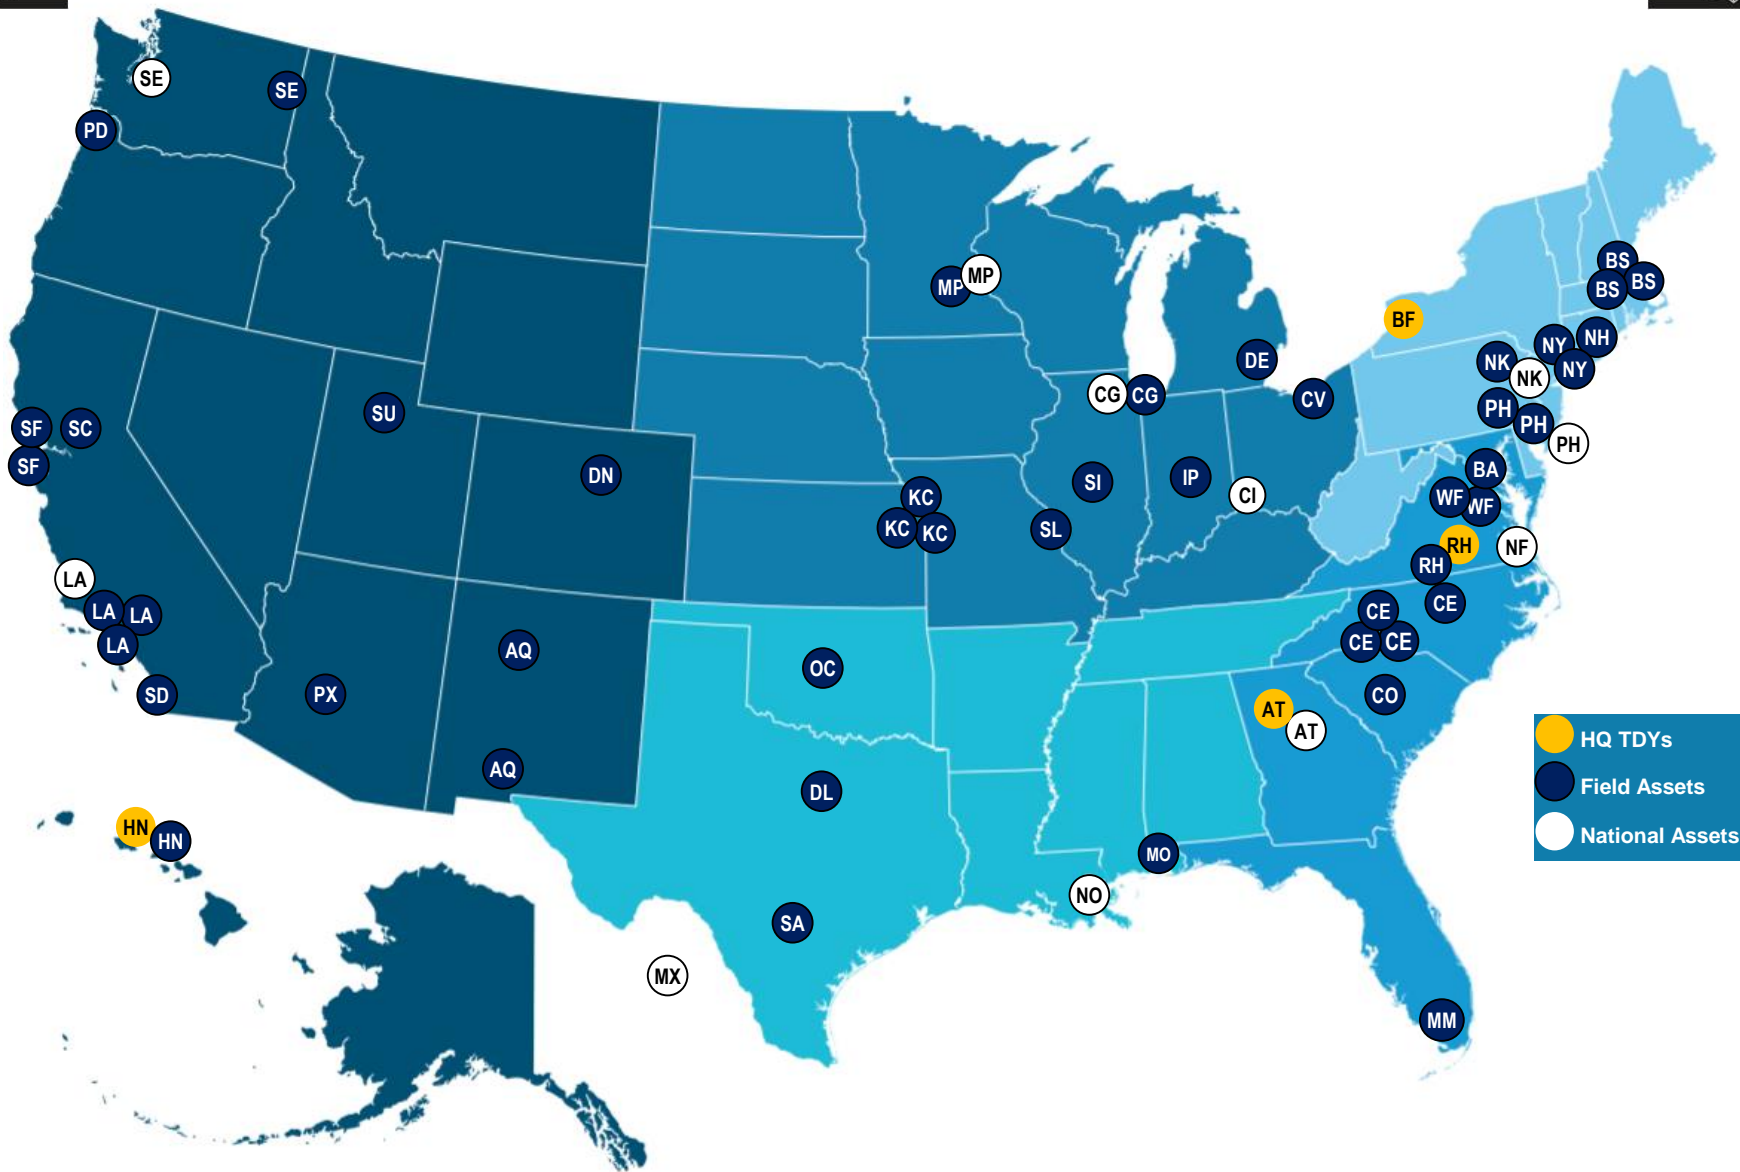 SE
SE
PD
BS
BS
BS
MP
MP
BF
NY
NH
DE
NK
NY
NK
CG
CG
CV
SU
PH
PH
PH
SF
SC
SF
DN
SI
IP
CI
BA
KC
WF
WF
KC
KC
SL
RH
NF
RH
LA
LA
LA
LA
CE
CE
CE
CE
AQ
OC
SD
PX
CO
AT
AT
HQ TDYs
AQ
DL
Field Assets
HN
HN
National Assets
MO
NO
SA
MX
MM